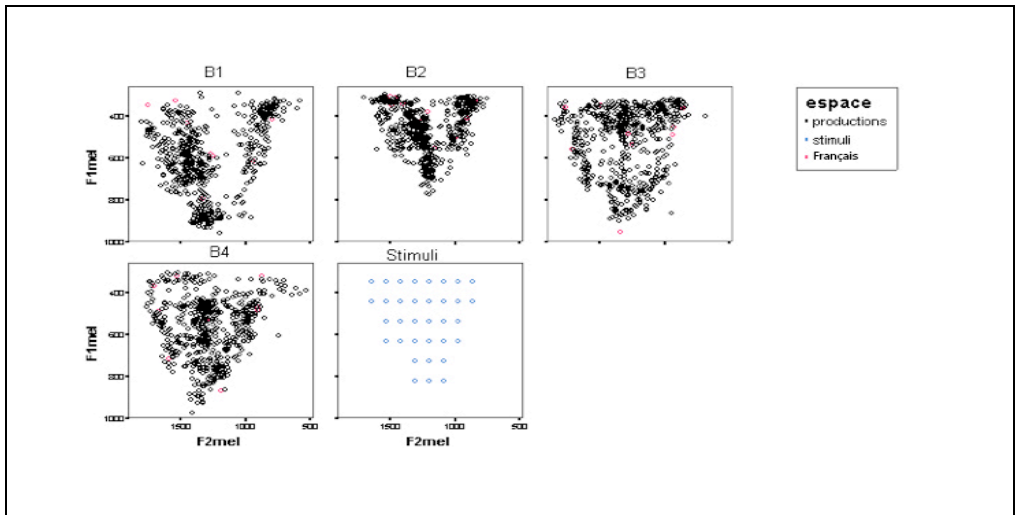 B1
B2
B3
espace
productions
stimuli
Français
F1mel
400
600
800
1000
B4
Stimuli
F1mel
400
600
800
1000
1500
1000
500
1500
1000
500
F2mel
F2mel